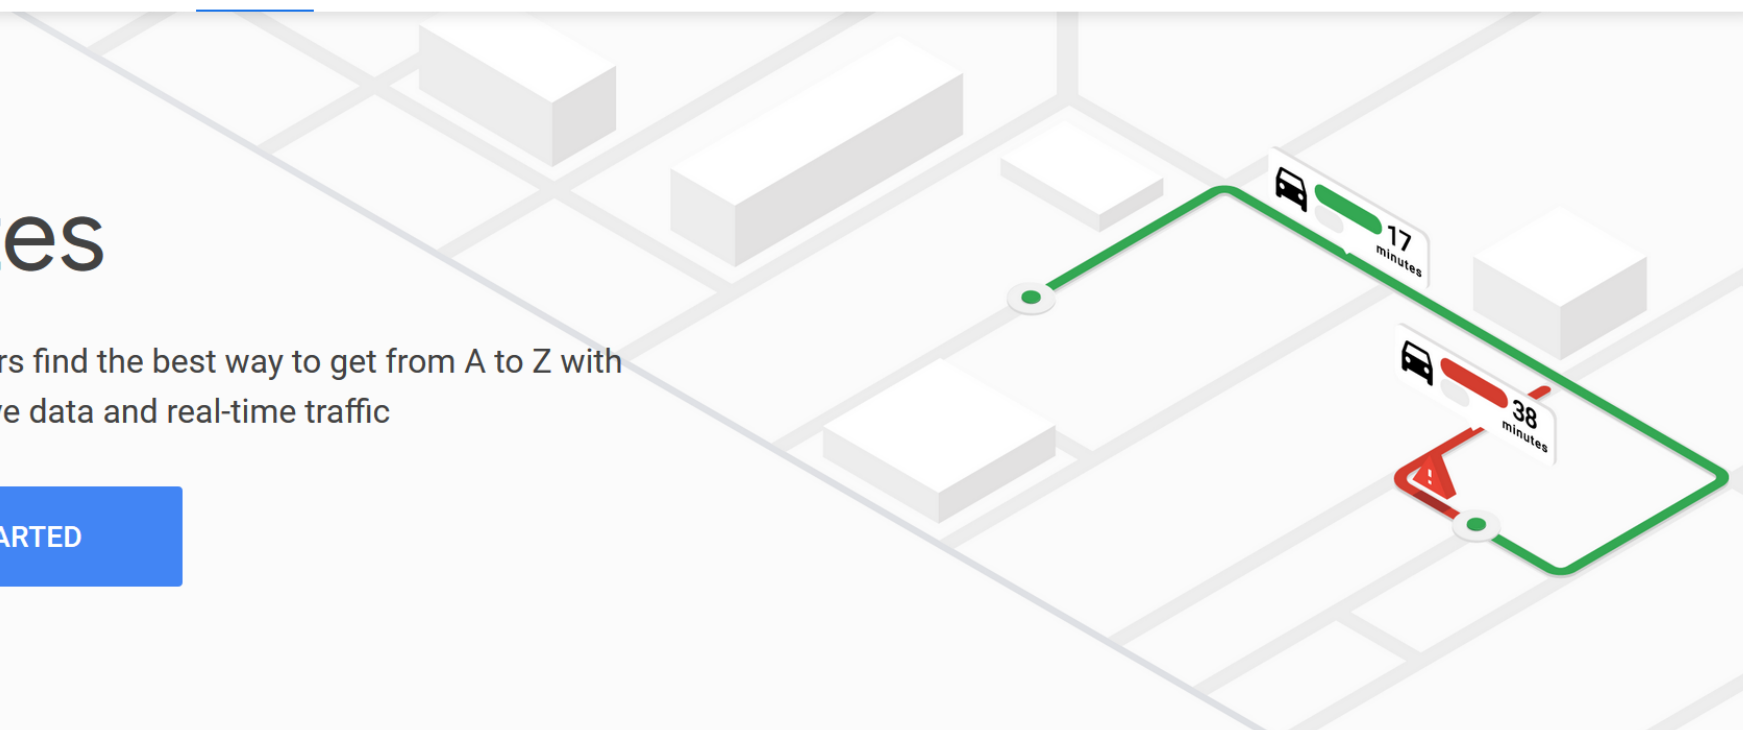 tes
rs find the best way to get from A to Z with
ve data and real-time traffic
ARTED
17
minutes
38
minutes